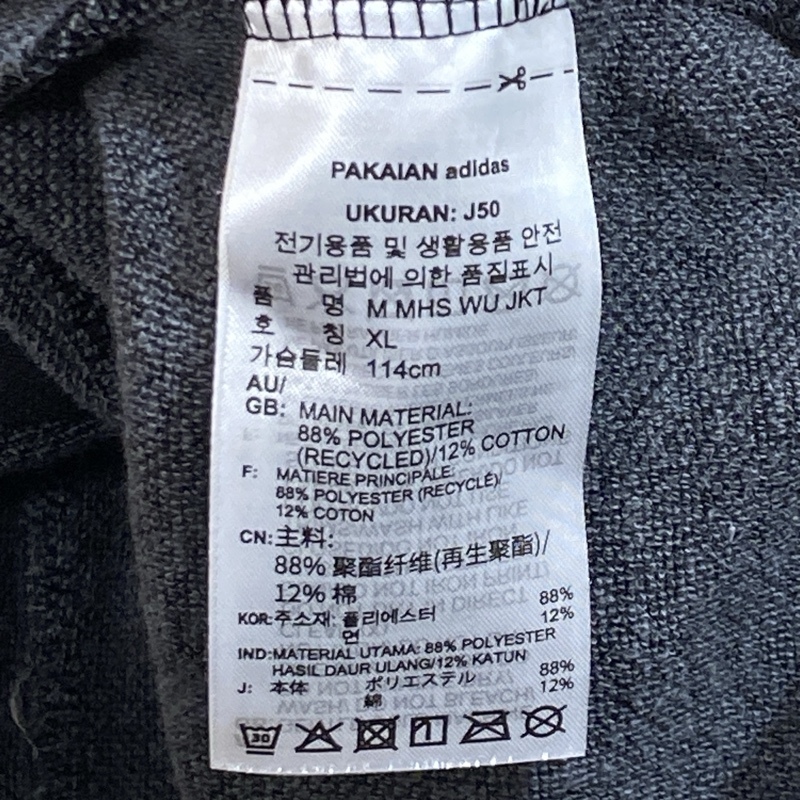 PAKAIAN adidas
UKURAN: J50
전기용품 및 생활용품 안전
관리법에 의한 품질표시
품 명 M MHS WU JKT
호 칭 XL
가슴둘레 114cm
AU/
GB: MAIN MATERIAL:
88% POLYESTER
(RECYCLED)/12% COTTON
F: MATIERE PRINCIPALE:
88% POLYESTER (RECYCLÉ)/
12% COTON
CN:主料:
88% 聚酯纤维(再生聚酯)/
12% 棉
KOR:주소재: 폴리에스터 88%
면 12%
IND:MATERIAL UTAMA: 88% POLYESTER
HASIL DAUR ULANG/12% KATUN
J: 本体 ポリエステル 88%
綿 12%
30